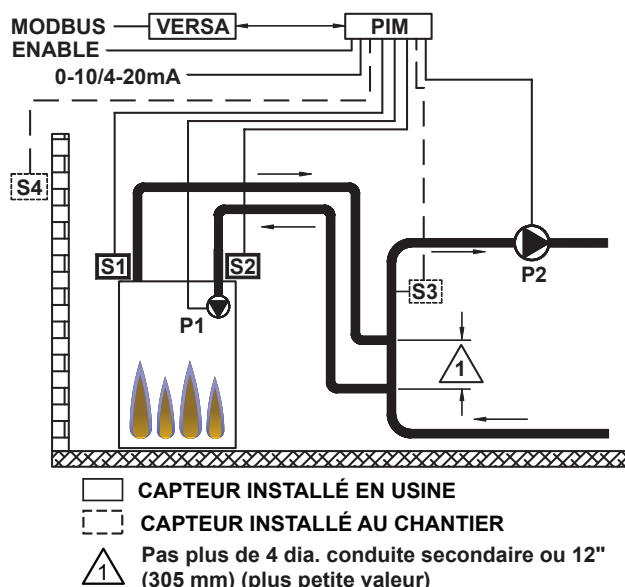 MODBUS VERSA PIM
ENABLE
0-10/4-20mA
S4
S1 S2
P1
S3
P2
1
CAPTEUR INSTALLÉ EN USINE
CAPTEUR INSTALLÉ AU CHANTIER
1 Pas plus de 4 dia. conduite secondaire ou 12"
(305 mm) (plus petite valeur)